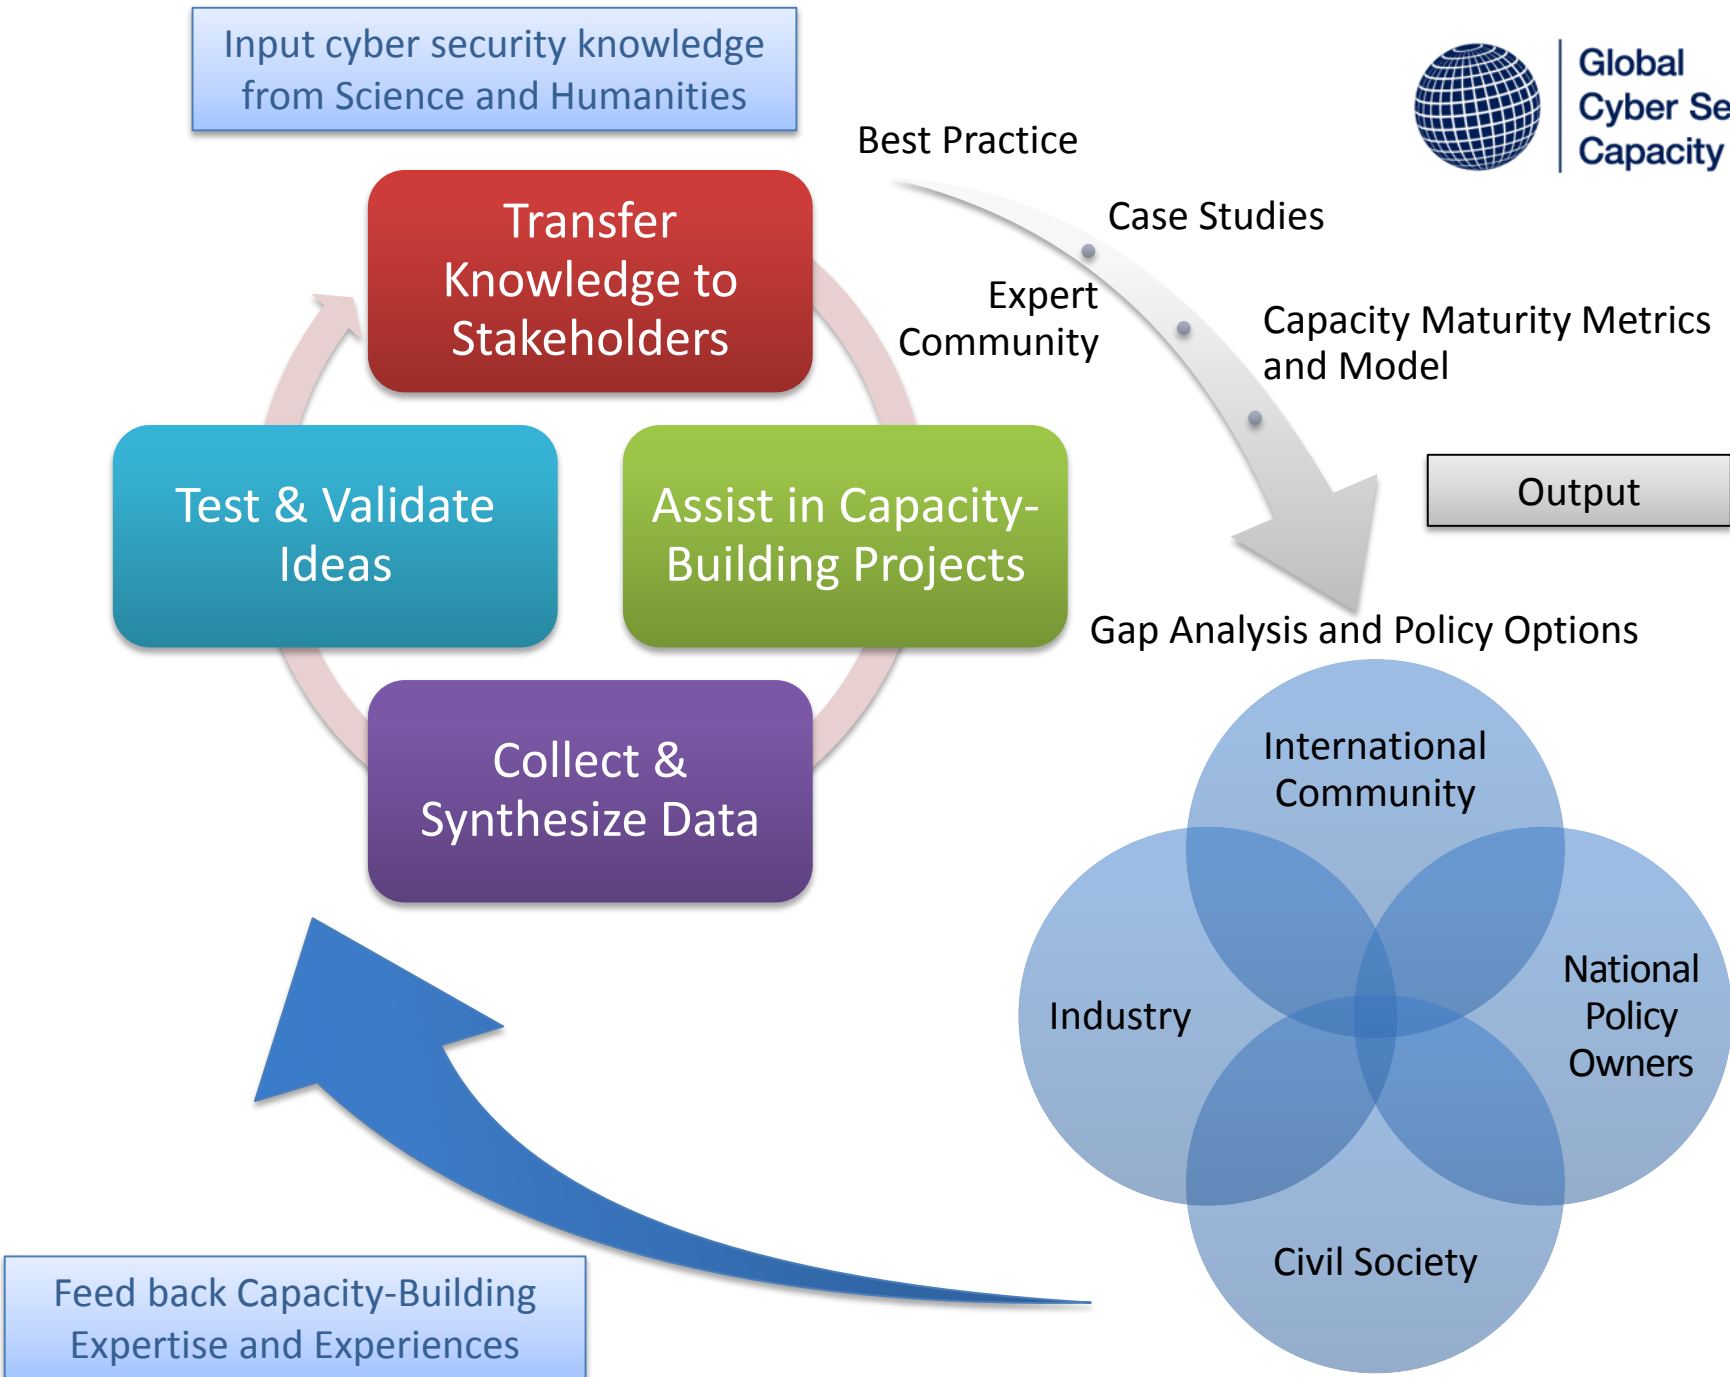 Input cyber security knowledge
from Science and Humanities
Global
Cyber Se
Capacity
Best Practice
Case Studies
Expert
Community
Capacity Maturity Metrics
and Model
Output
Gap Analysis and Policy Options
Transfer
Knowledge to
Stakeholders
Test & Validate
Ideas
Assist in Capacity-
Building Projects
Collect &
Synthesize Data
International
Community
Industry
National
Policy
Owners
Civil Society
Feed back Capacity-Building
Expertise and Experiences